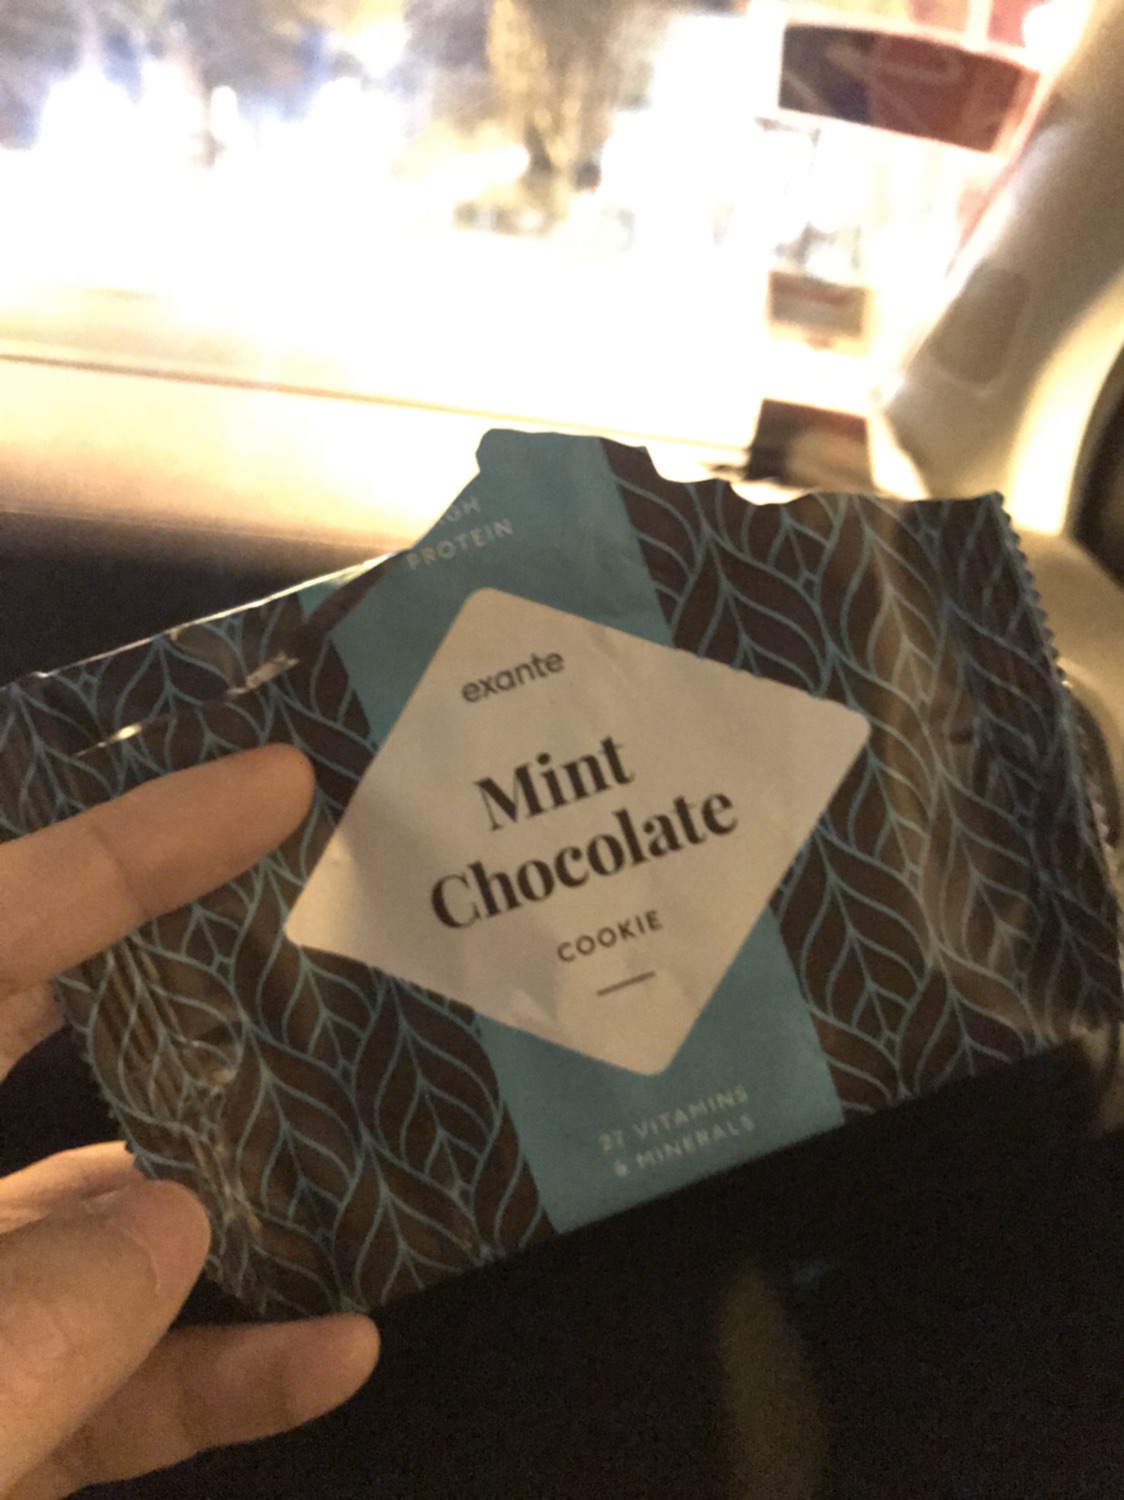 PROTEIN
exante
Mint
Chocolate
COOKIE
27 VITAMINS
& MINERALS